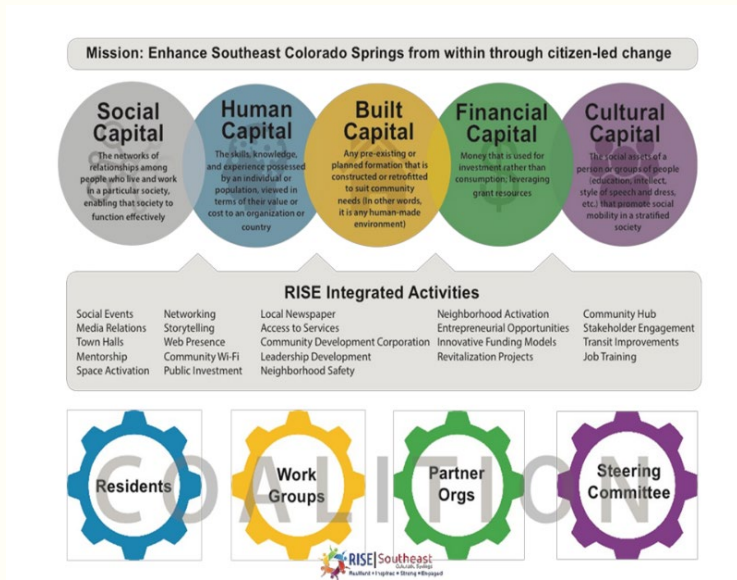 Mission: Enhance Southeast Colorado Springs from within through citizen-led change
Social
Capital
The networks of
relationships among
people who live and work
in a particular society,
enabling that society to
function effectively
Human
Capital
The skills, knowledge,
and experience possessed
by an individual or
population, viewed in
terms of their value or
cost to an organization or
country
Built
Capital
Any pre-existing or
planned formation that is
constructed or retrofitted
to suit community
needs (In other words,
it is any human-made
environment)
Financial
Capital
Money that is used for
investment rather than
consumption; leveraging
grant resources
Cultural
Capital
The social assets of a
person or groups of people
(education, intellect,
style of speech and dress,
etc.) that promote social
mobility in a stratified
society
RISE Integrated Activities
Social Events
Media Relations
Town Halls
Mentorship
Space Activation
Networking
Storytelling
Web Presence
Community Wi-Fi
Public Investment
Local Newspaper
Access to Services
Community Development Corporation
Leadership Development
Neighborhood Safety
Neighborhood Activation
Entrepreneurial Opportunities
Innovative Funding Models
Revitalization Projects
Community Hub
Stakeholder Engagement
Transit Improvements
Job Training
COALITION
Residents
Work
Groups
Partner
Orgs
Steering
Committee
RISE|Southeast
Colorado Springs
Resilient • Inspired • Strong • Engaged